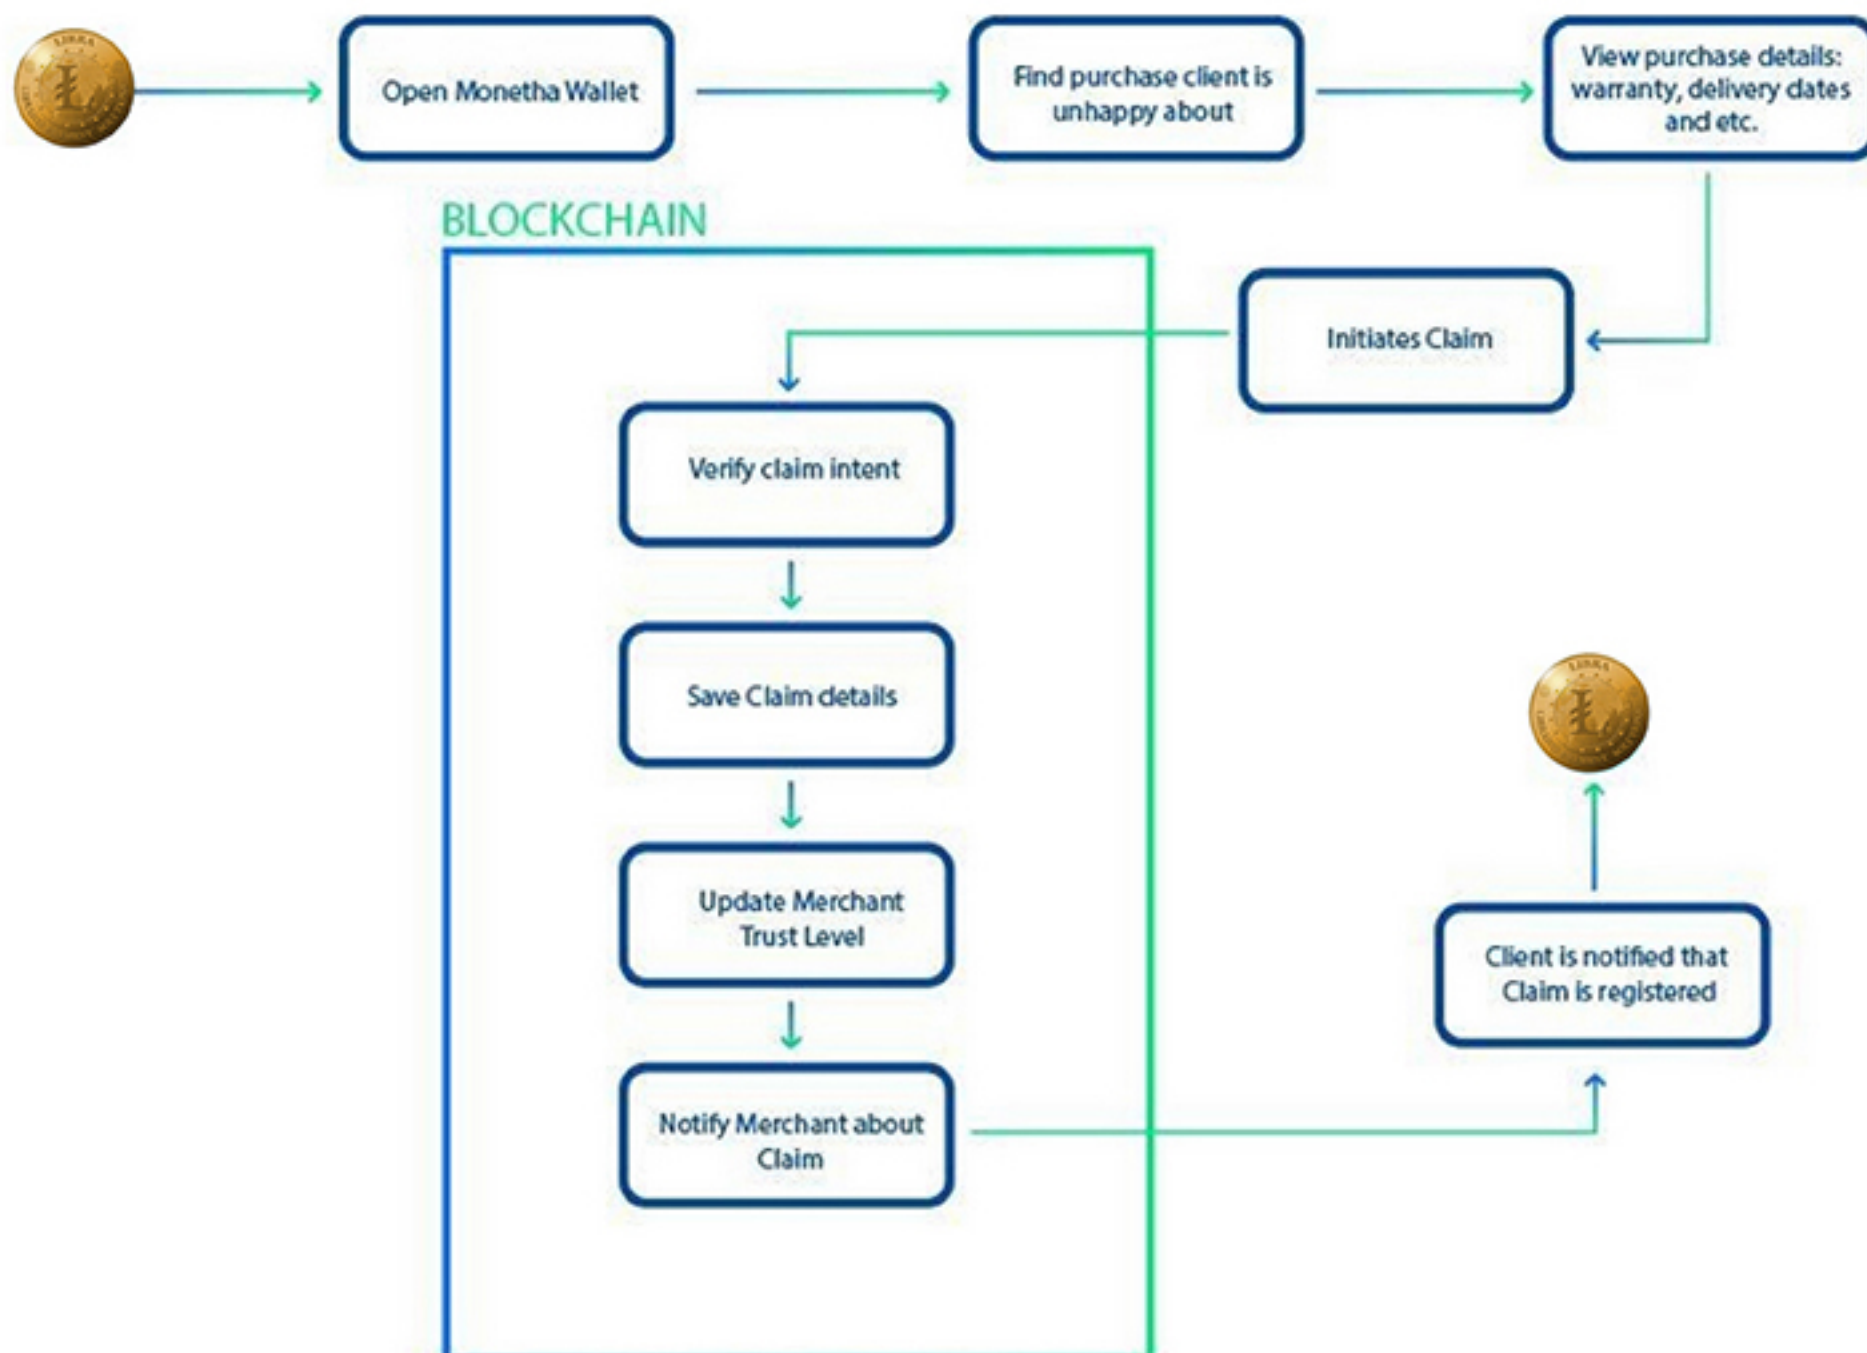 LIBRA
Open Monetha Wallet
Find purchase client is
unhappy about
View purchase details:
warranty, delivery dates
and etc.
BLOCKCHAIN
Initiates Claim
Verify claim intent
Save Claim details
LIBRA
Update Merchant
Trust Level
Client is notified that
Claim is registered
Notify Merchant about
Claim